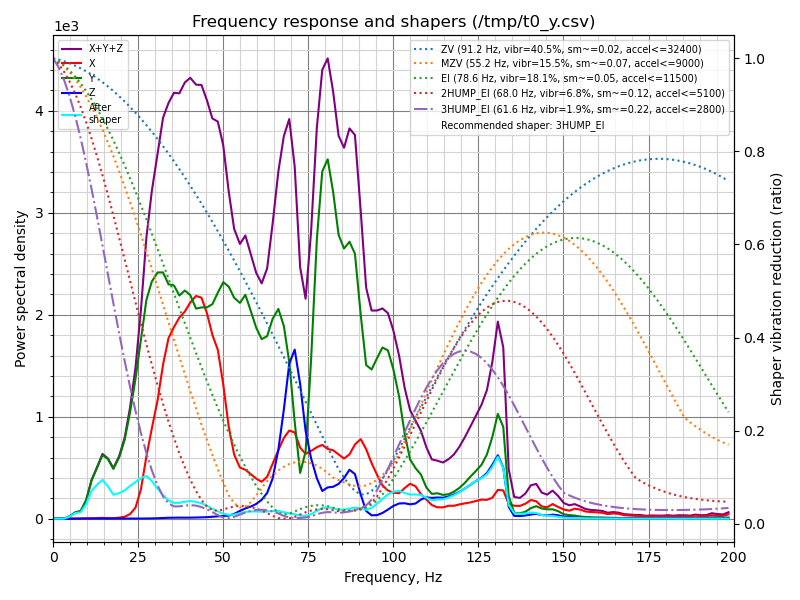 Frequency response and shapers (/tmp/t0_y.csv)
1e3
X+Y+Z
X
Y
Z
After
shaper
ZV (91.2 Hz, vibr=40.5%, sm~=0.02, accel<=32400)
MZV (55.2 Hz, vibr=15.5%, sm~=0.07, accel<=9000)
EI (78.6 Hz, vibr=18.1%, sm~=0.05, accel<=11500)
2HUMP_EI (68.0 Hz, vibr=6.8%, sm~=0.12, accel<=5100)
3HUMP_EI (61.6 Hz, vibr=1.9%, sm~=0.22, accel<=2800)
Recommended shaper: 3HUMP_EI
Power spectral density
4
3
2
1
0
1.0
0.8
0.6
0.4
0.2
0.0
Shaper vibration reduction (ratio)
0 25 50 75 100 125 150 175 200
Frequency, Hz